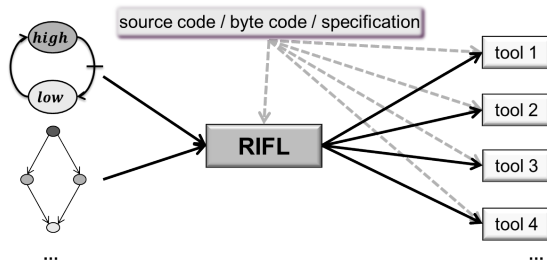 source code / byte code / specification
high
low
RIFL
tool 1
tool 2
tool 3
tool 4
...
...